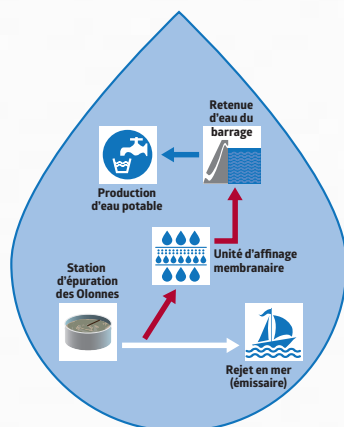 Retenue
d'eau du
barrage
Production
d'eau potable
Unité d'affinage
membranaire
Station
d'épuration
des Olonnes
Rejet en mer
(émissaire)